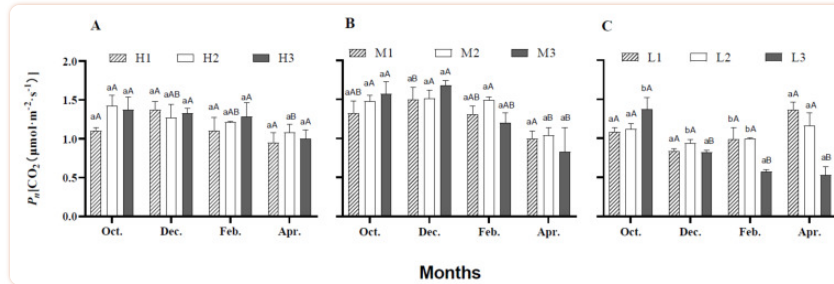 A
B
C
H1 H2 H3
M1 M2 M3
L1 L2 L3
Pn[CO₂(μmol·m⁻²·s⁻¹)]
2.0
1.5
1.0
0.5
0.0
aA aA aA aA aAB aA aA aAB aA aA aB aA
aAB aA aA aB aA aA aAB aA aAB aB aB aB
aA aA bA aA bA aB bA bA aB aA aA aB
Oct. Dec. Feb. Apr.
Oct. Dec. Feb. Apr.
Oct. Dec. Feb. Apr.
Months